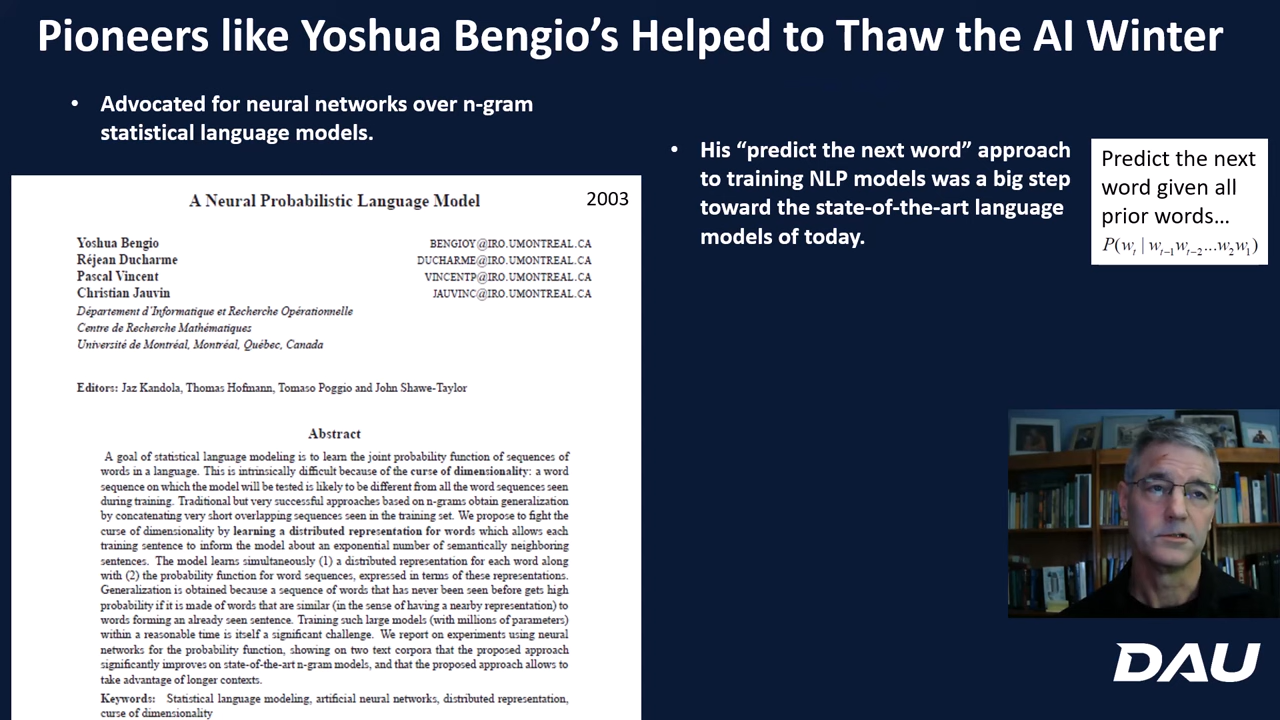 Pioneers like Yoshua Bengio’s Helped to Thaw the AI Winter
• Advocated for neural networks over n-gram
statistical language models.
A Neural Probabilistic Language Model
2003
Yoshua Bengio BENGIOY@IRO.UMONTREAL.CA
Réjean Ducharme DUCHARME@IRO.UMONTREAL.CA
Pascal Vincent VINCENTP@IRO.UMONTREAL.CA
Christian Jauvin JAUVINC@IRO.UMONTREAL.CA
Département d'Informatique et Recherche Opérationnelle
Centre de Recherche Mathématiques
Université de Montréal, Montréal, Québec, Canada
Editors: Jaz Kandola, Thomas Hofmann, Tomaso Poggio and John Shawe-Taylor
Abstract
A goal of statistical language modeling is to learn the joint probability function of sequences of
words in a language. This is intrinsically difficult because of the curse of dimensionality: a word
sequence on which the model will be tested is likely to be different from all the word sequences seen
during training. Traditional but very successful approaches based on n-grams obtain generalization
by concatenating very short overlapping sequences seen in the training set. We propose to fight the
curse of dimensionality by learning a distributed representation for words which allows each
training sentence to inform the model about an exponential number of semantically neighboring
sentences. The model learns simultaneously (1) a distributed representation for each word along
with (2) the probability function for word sequences, expressed in terms of these representations.
Generalization is obtained because a sequence of words that has never been seen before gets high
probability if it is made of words that are similar (in the sense of having a nearby representation) to
words forming an already seen sentence. Training such large models (with millions of parameters)
within a reasonable time is itself a significant challenge. We report on experiments using neural
networks for the probability function, showing on two text corpora that the proposed approach
significantly improves on state-of-the-art n-gram models, and that the proposed approach allows to
take advantage of longer contexts.
Keywords: Statistical language modeling, artificial neural networks, distributed representation,
curse of dimensionality
• His “predict the next word” approach
to training NLP models was a big step
toward the state-of-the-art language
models of today.
Predict the next
word given all
prior words…
P(w_t | w_{t−1}w_{t−2}...w_2w_1)
DAU